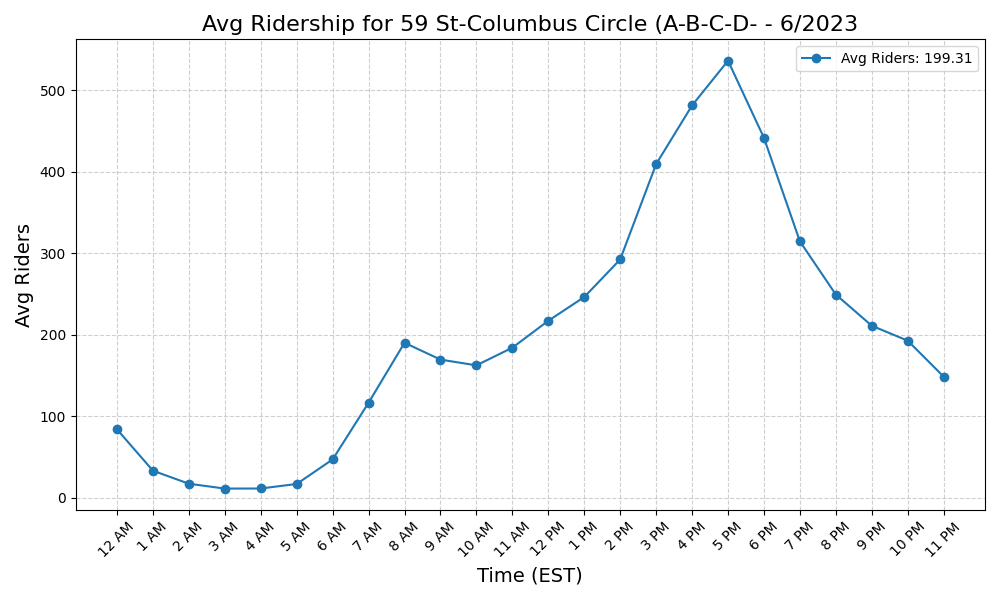 Avg Ridership for 59 St-Columbus Circle (A-B-C-D- - 6/2023
Avg Riders: 199.31
Avg Riders
500
400
300
200
100
0
12 AM
1 AM
2 AM
3 AM
4 AM
5 AM
6 AM
7 AM
8 AM
9 AM
10 AM
11 AM
12 PM
1 PM
2 PM
3 PM
4 PM
5 PM
6 PM
7 PM
8 PM
9 PM
10 PM
11 PM
Time (EST)